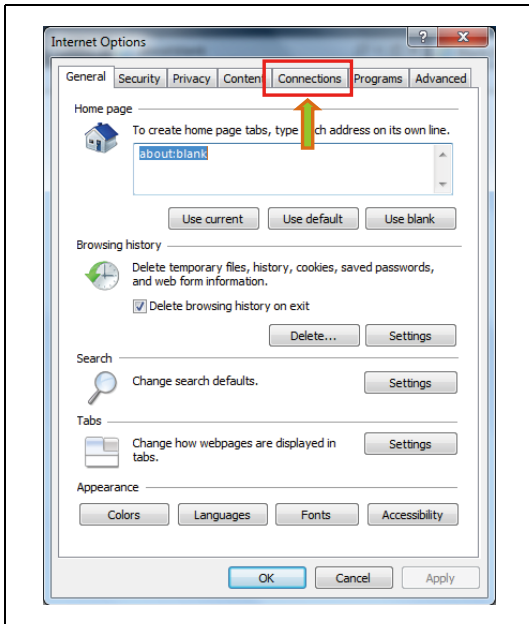 Internet Options
General Security Privacy Content Connections Programs Advanced
Home page
To create home page tabs, type address on its own line.
about:blank
Use current Use default Use blank
Browsing history
Delete temporary files, history, cookies, saved passwords,
and web form information.
Delete browsing history on exit
Delete... Settings
Search
Change search defaults.
Settings
Tabs
Change how webpages are displayed in
tabs.
Settings
Appearance
Colors Languages Fonts Accessibility
OK Cancel Apply